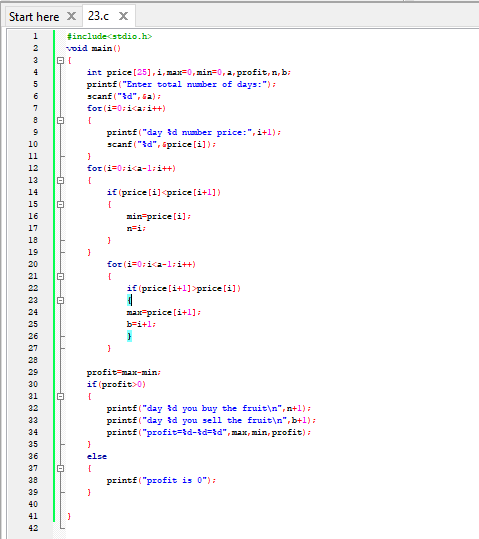 Start here X 23.c X
1 #include<stdio.h>
2 void main()
3 {
4 int price[25],i,max=0,min=0,a,profit,n,b;
5 printf("Enter total number of days:");
6 scanf("%d",&a);
7 for(i=0;i<a;i++)
8 {
9 printf("day %d number price:",i+1);
10 scanf("%d",&price[i]);
11 }
12 for(i=0;i<a-1;i++)
13 {
14 if(price[i]<price[i+1])
15 {
16 min=price[i];
17 n=i;
18 }
19 }
20 for(i=0;i<a-1;i++)
21 {
22 if(price[i+1]>price[i])
23 {
24 max=price[i+1];
25 b=i+1;
26 }
27 }
28
29 profit=max-min;
30 if(profit>0)
31 {
32 printf("day %d you buy the fruit\n",n+1);
33 printf("day %d you sell the fruit\n",b+1);
34 printf("profit=%d-%d=%d",max,min,profit);
35 }
36 else
37 {
38 printf("profit is 0");
39 }
40
41 }
42